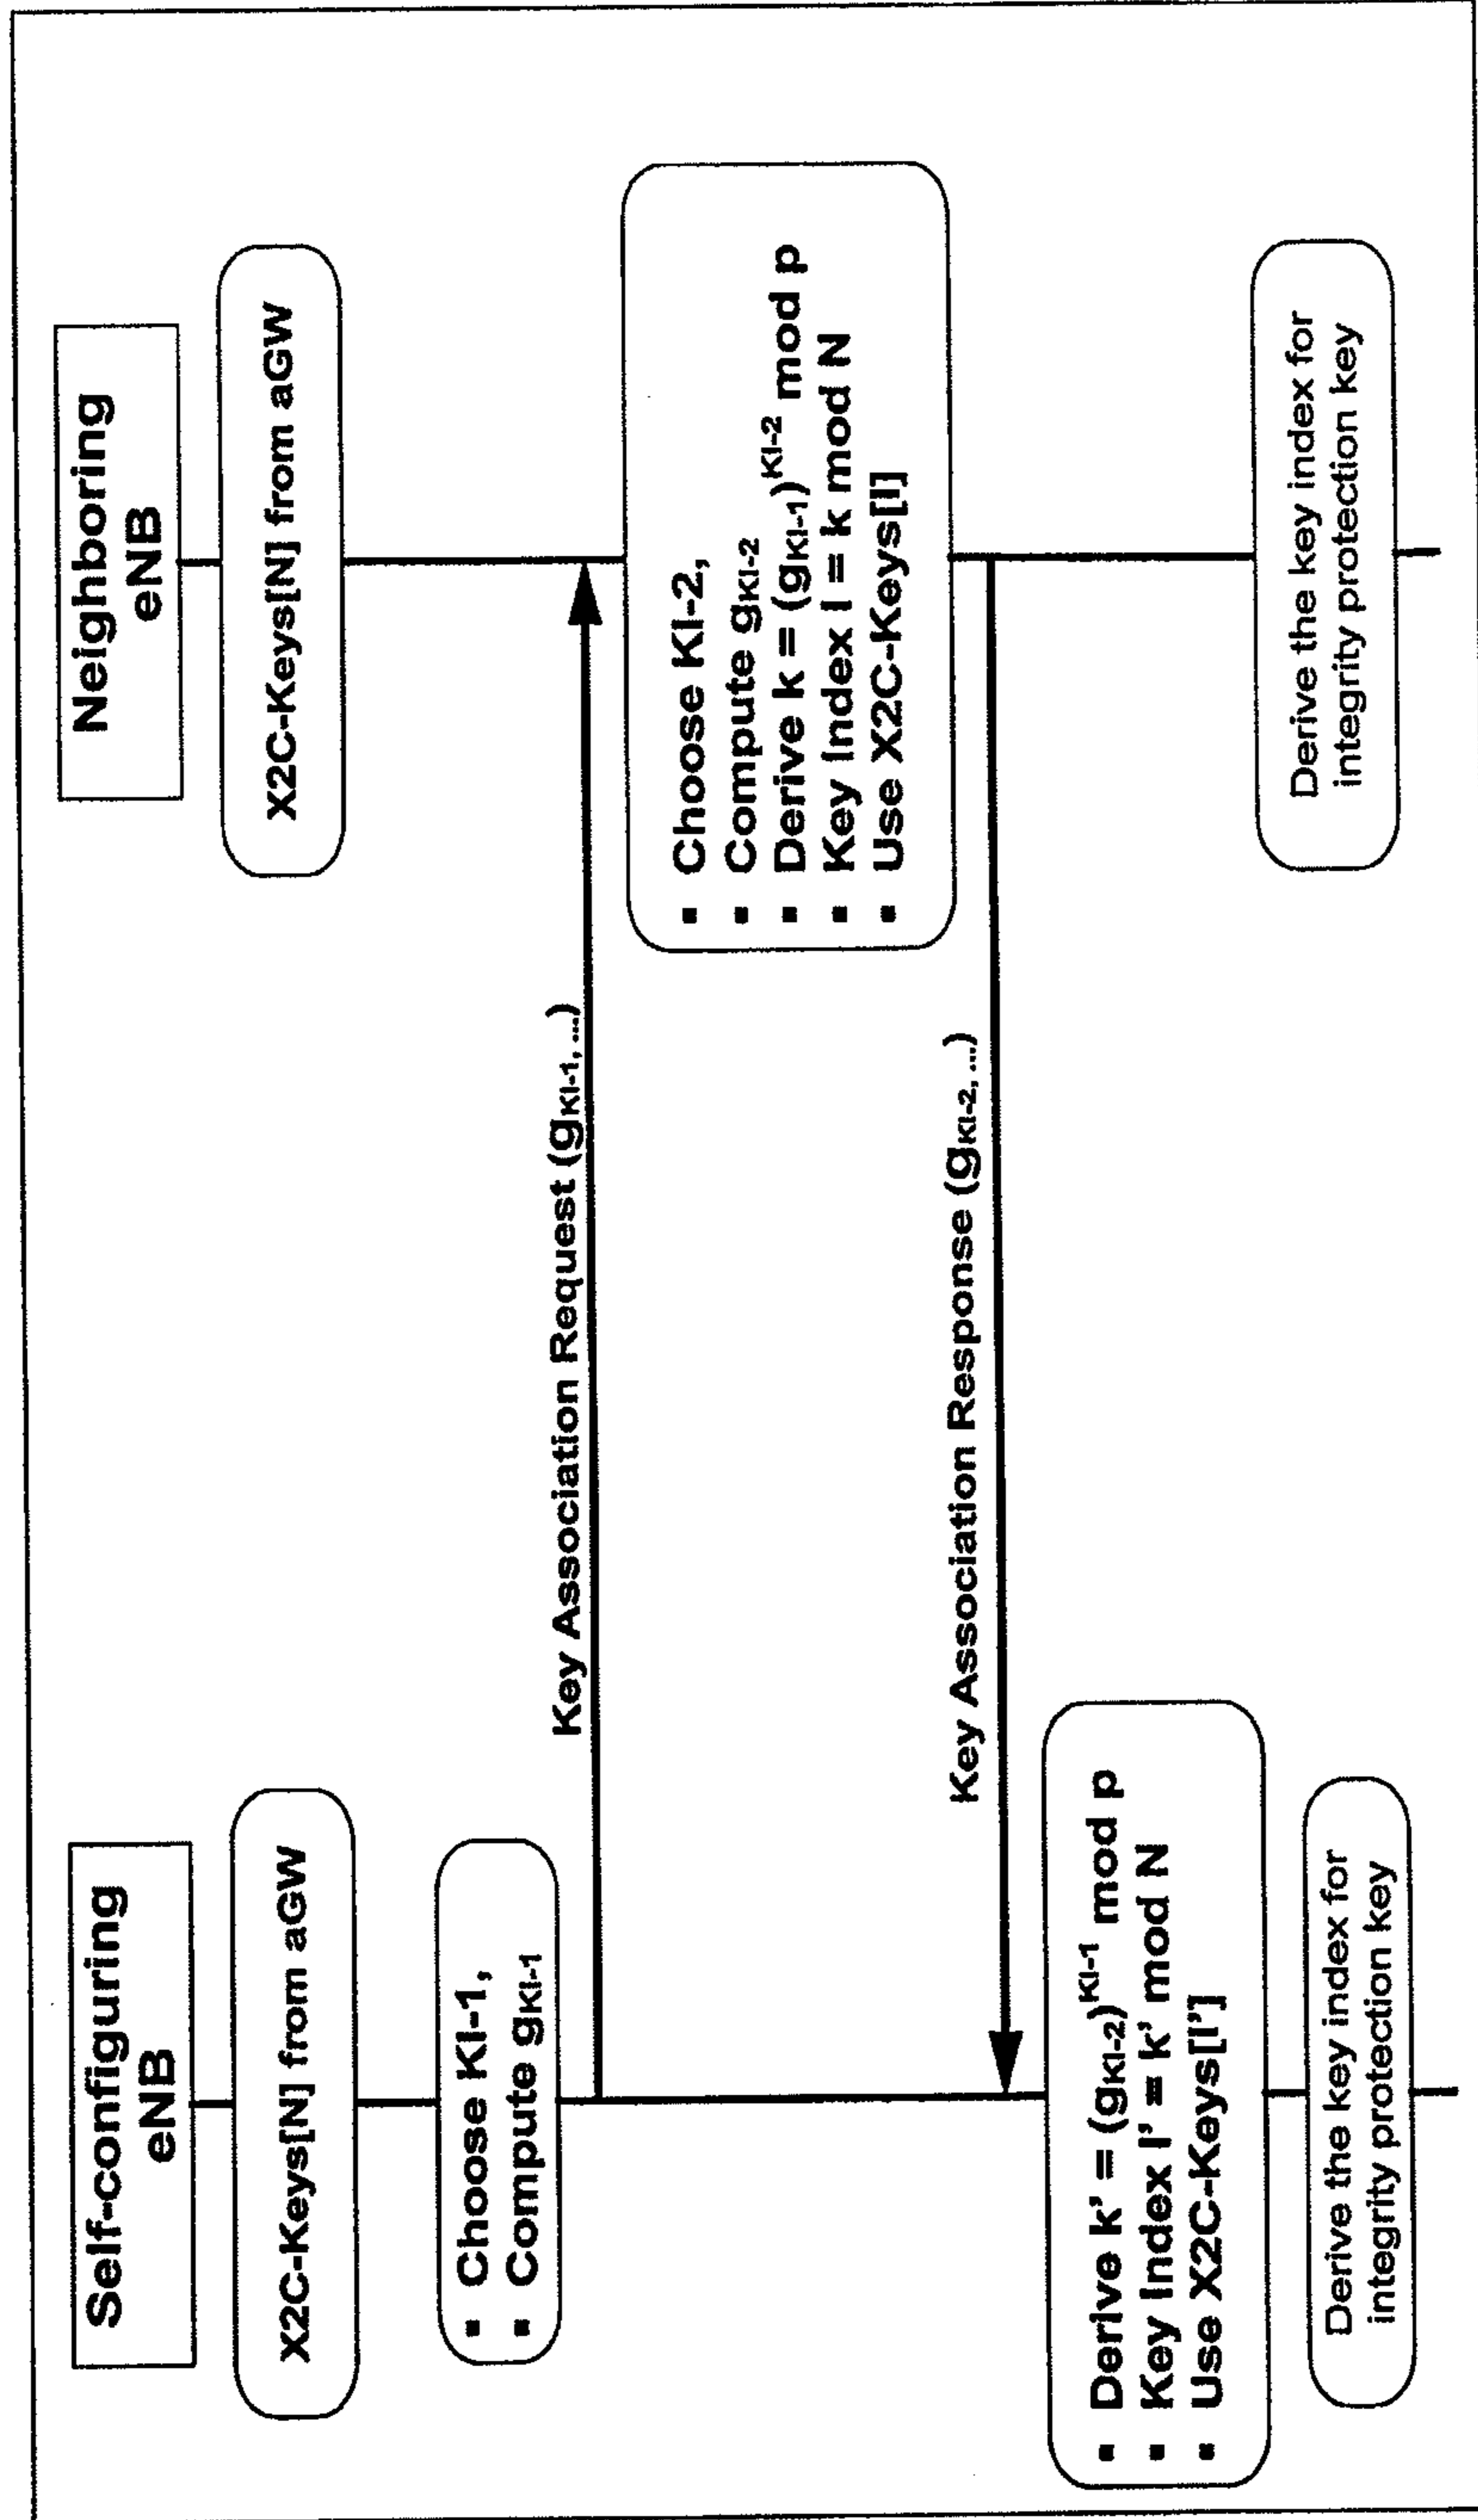 Self-configuring
eNB
Neighboring
eNB
X2C-Keys[N] from aGW
X2C-Keys[N] from aGW
▪ Choose KI-1,
▪ Compute gKI-1
Key Association Request (gKI-1, ...)
▪ Choose KI-2,
▪ Compute gKI-2
▪ Derive k = (gKI-1)^KI-2 mod p
▪ Key Index I = k mod N
▪ Use X2C-Keys[I]
Key Association Response (gKI-2, ...)
▪ Derive k' = (gKI-2)^KI-1 mod p
▪ Key Index I' = k' mod N
▪ Use X2C-Keys[I']
Derive the key index for
integrity protection key
Derive the key index for
integrity protection key